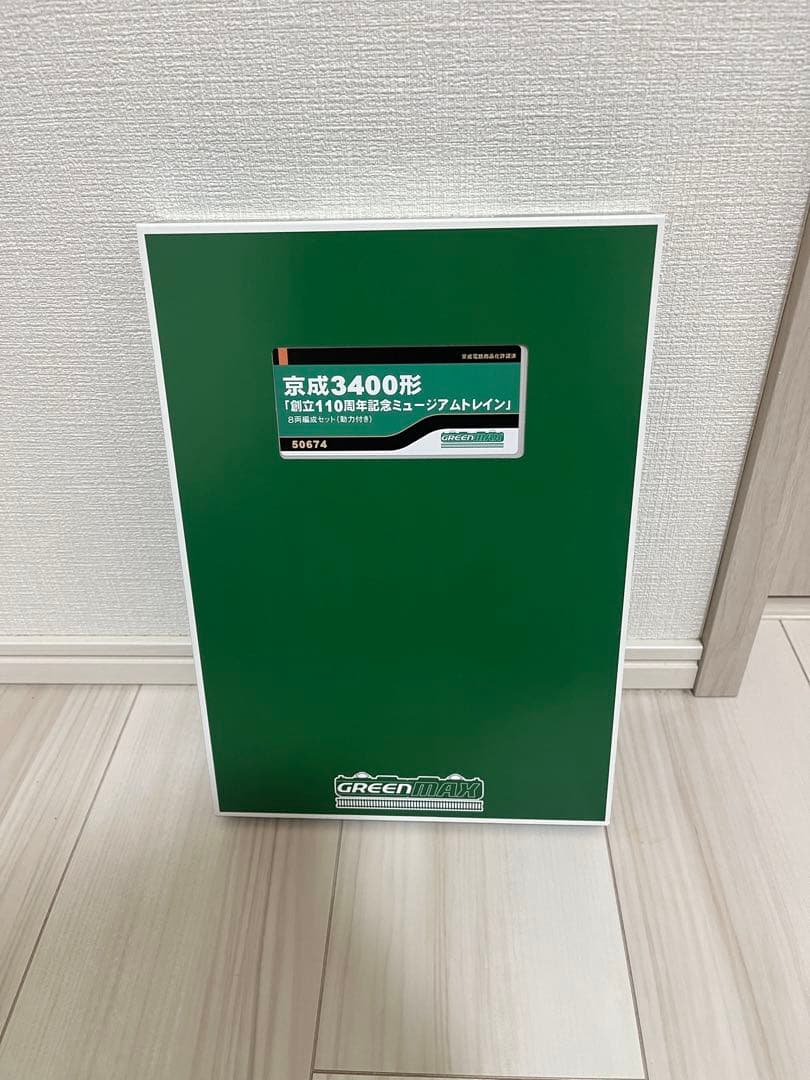 京成電鉄商品化許諾済
京成3400形
「創立110周年記念ミュージアムトレイン」
8両編成セット(動力付き)
50674
GREENMAX
GREENMAX